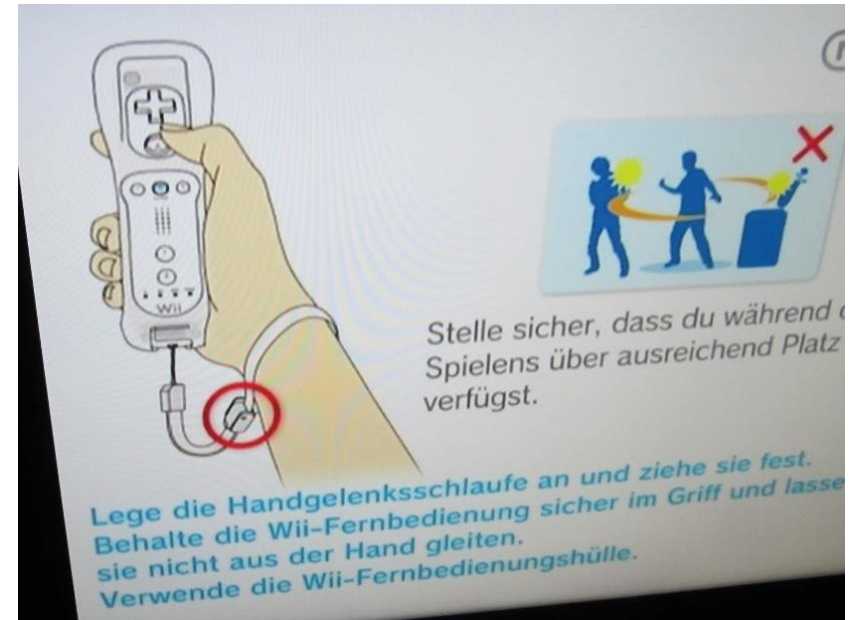 Wii
Stelle sicher, dass du während
Spielens über ausreichend Platz
verfügst.
Lege die Handgelenksschlaufe an und ziehe sie fest.
Behalte die Wii-Fernbedienung sicher im Griff und lasse
sie nicht aus der Hand gleiten.
Verwende die Wii-Fernbedienungshülle.